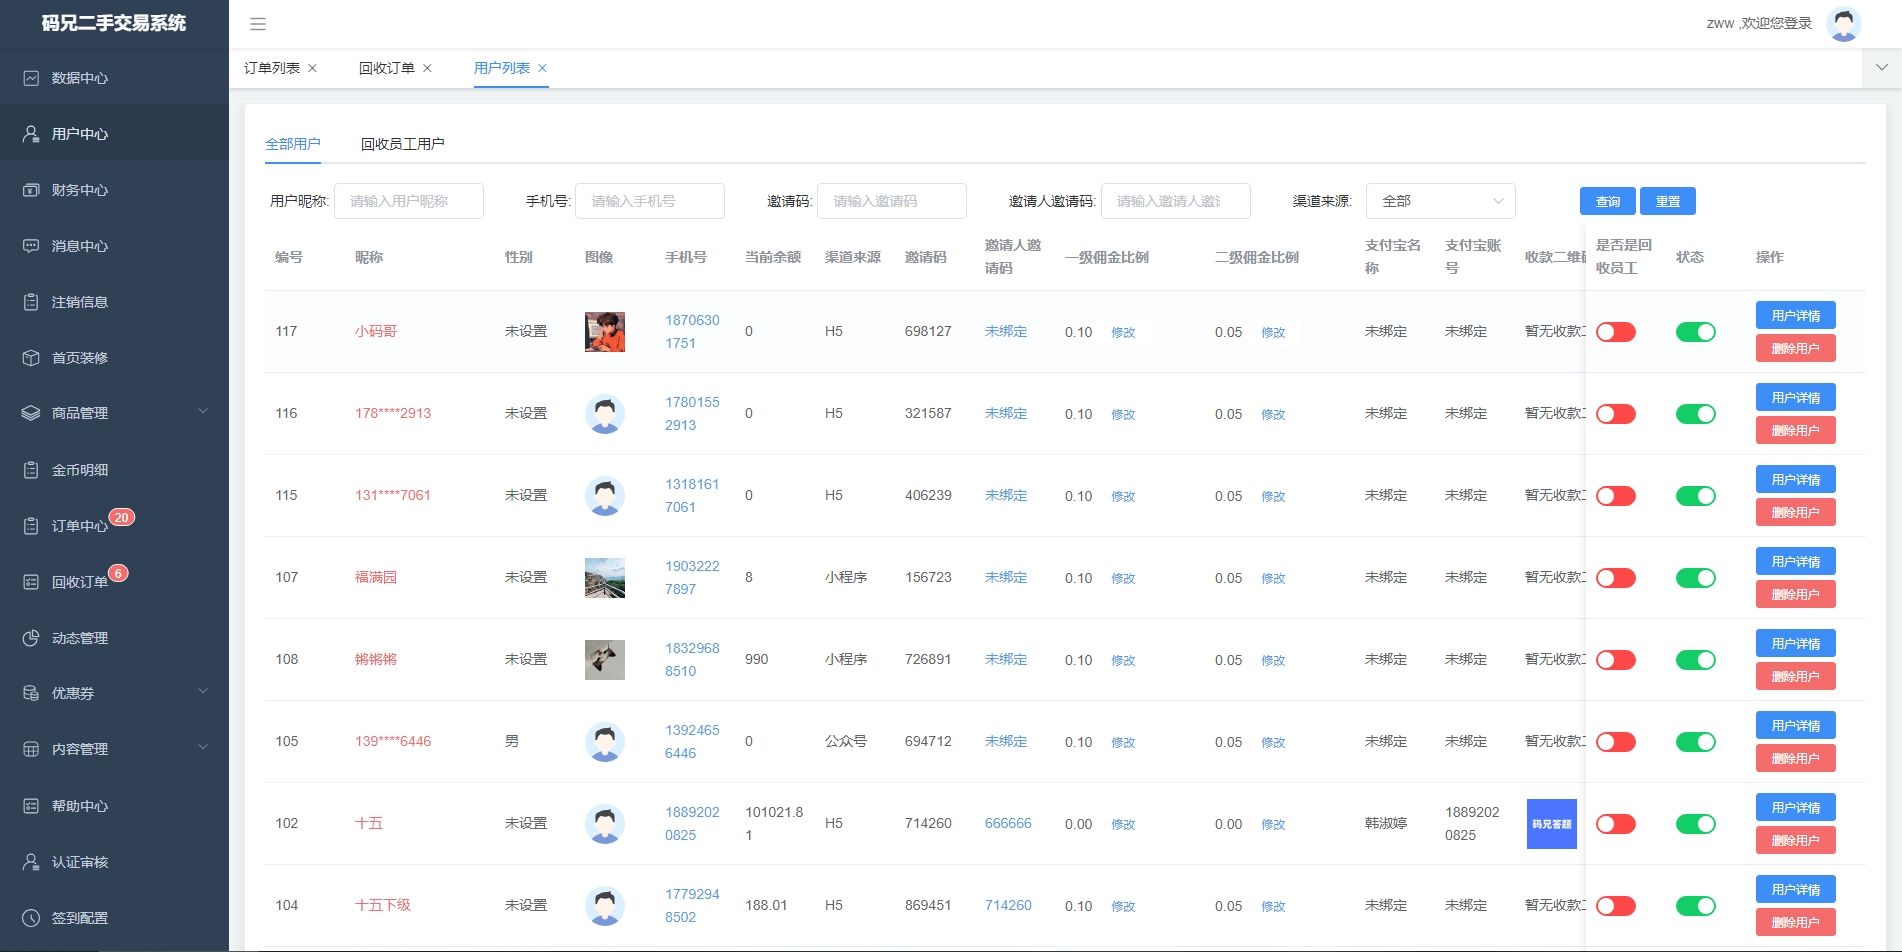 码兄二手交易系统
zww ,欢迎您登录
数据中心
用户中心
财务中心
消息中心
注销信息
首页装修
商品管理
金币明细
订单中心 20
回收订单 6
动态管理
优惠券
内容管理
帮助中心
认证审核
签到配置
订单列表 回收订单 用户列表
全部用户 回收员工用户
用户昵称: 请输入用户昵称 手机号: 请输入手机号 邀请码: 请输入邀请码 邀请人邀请码: 请输入邀请人邀 渠道来源: 全部 查询 重置
编号 昵称 性别 图像 手机号 当前余额 渠道来源 邀请码 邀请人邀请码 一级佣金比例 二级佣金比例 支付宝名称 支付宝账号 收款二维 是否是回收员工 状态 操作
117 小码哥 未设置 18706301751 0 H5 698127 未绑定 0.10 修改 0.05 修改 未绑定 未绑定 暂无收款 用户详情 删除用户
116 178****2913 未设置 17801552913 0 H5 321587 未绑定 0.10 修改 0.05 修改 未绑定 未绑定 暂无收款 用户详情 删除用户
115 131****7061 未设置 13181617061 0 H5 406239 未绑定 0.10 修改 0.05 修改 未绑定 未绑定 暂无收款 用户详情 删除用户
107 福满园 未设置 19032227897 8 小程序 156723 未绑定 0.10 修改 0.05 修改 未绑定 未绑定 暂无收款 用户详情 删除用户
108 锵锵锵 未设置 18329688510 990 小程序 726891 未绑定 0.10 修改 0.05 修改 未绑定 未绑定 暂无收款 用户详情 删除用户
105 139****6446 男 13924656446 0 公众号 694712 未绑定 0.10 修改 0.05 修改 未绑定 未绑定 暂无收款 用户详情 删除用户
102 十五 未设置 18892020825 101021.81 H5 714260 666666 0.00 修改 0.00 修改 韩淑婷 18892020825 码兄答题 用户详情 删除用户
104 十五下级 未设置 17792948502 188.01 H5 869451 714260 0.10 修改 0.05 修改 未绑定 未绑定 暂无收款 用户详情 删除用户